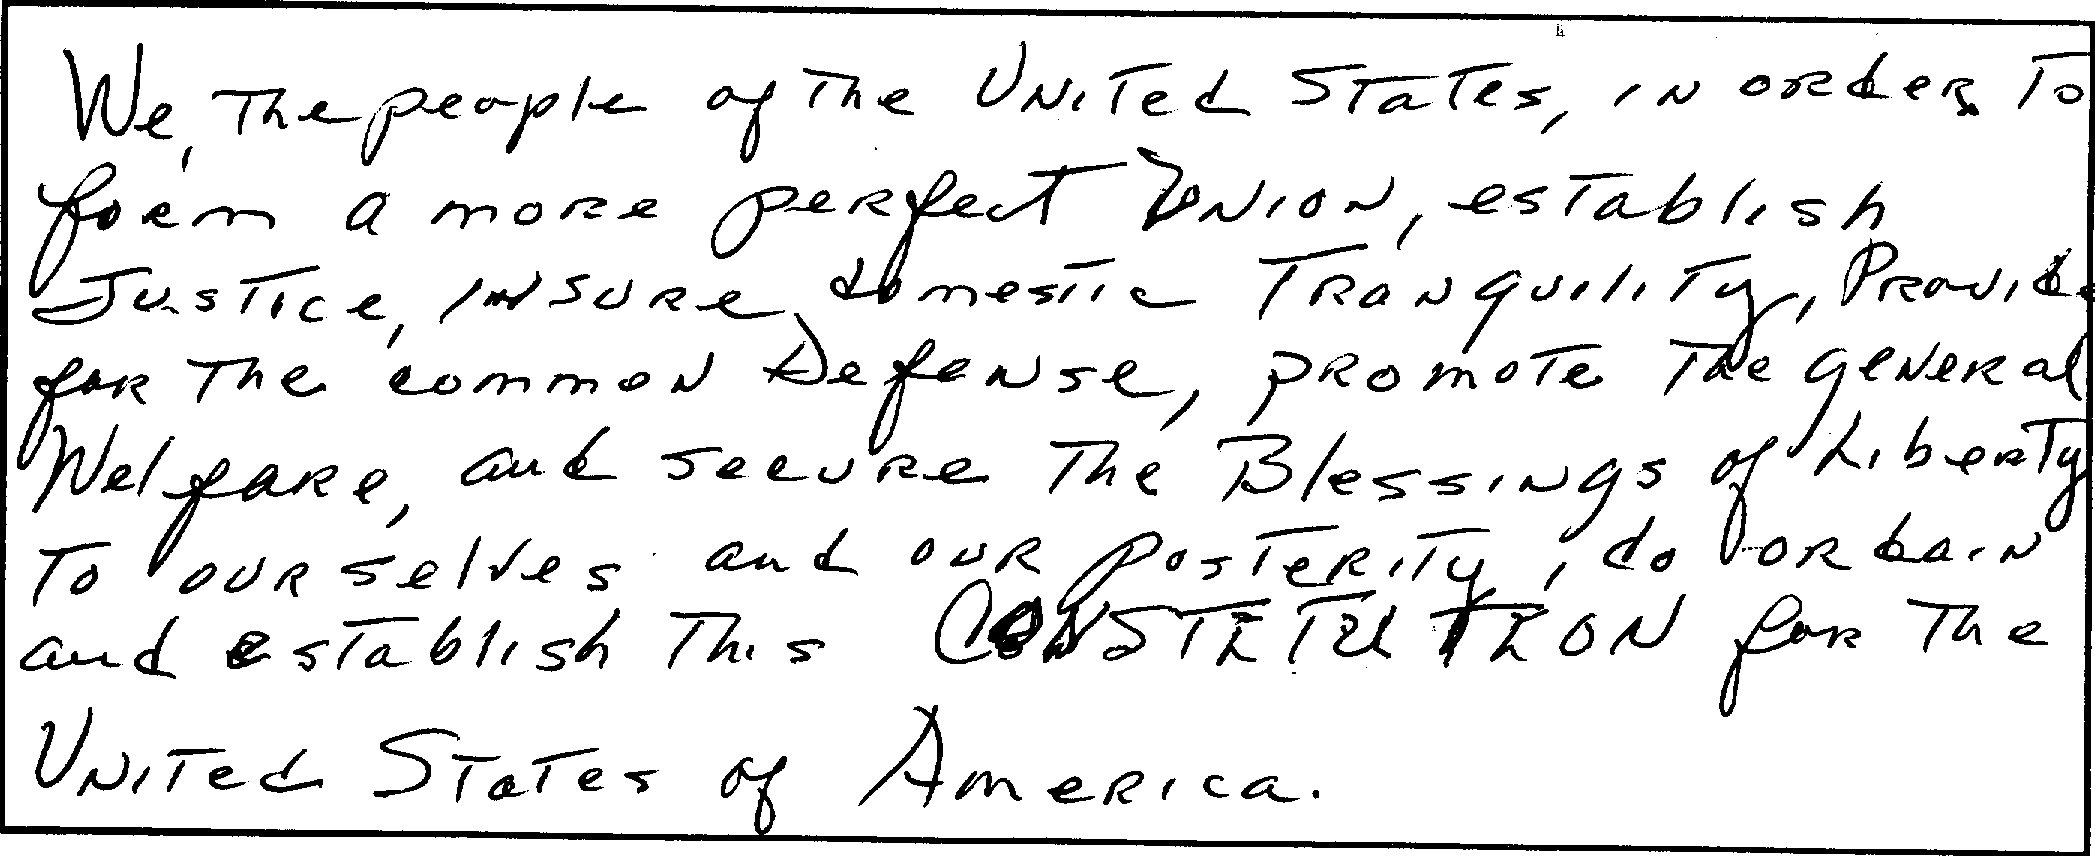 We, The people of The United States, in order To
form a more perfect Union, establish
Justice, insure domestic Tranquility, Provide
for The common Defense, promote The general
Welfare, and secure The Blessings of Liberty
To ourselves and our posterity, do ordain
and establish This CONSTITUTION for The
United States of America.